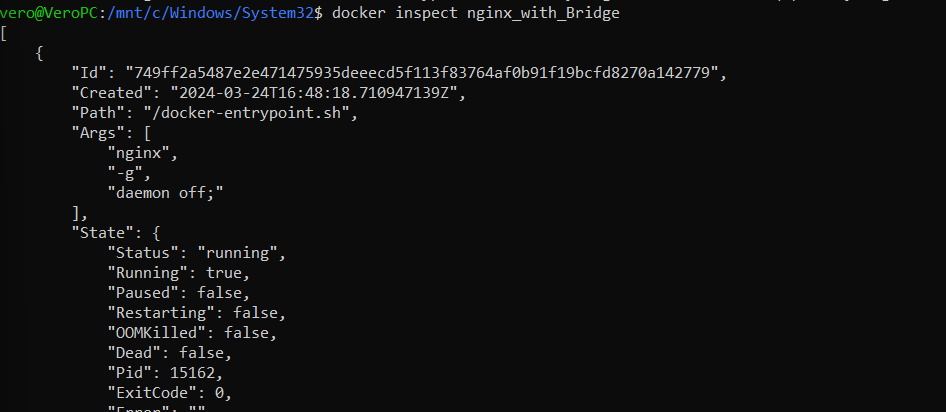 vero@VeroPC:/mnt/c/Windows/System32$ docker inspect nginx_with_Bridge
[
    {
        "Id": "749ff2a5487e2e471475935deeecd5f113f83764af0b91f19bcfd8270a142779",
        "Created": "2024-03-24T16:48:18.710947139Z",
        "Path": "/docker-entrypoint.sh",
        "Args": [
            "nginx",
            "-g",
            "daemon off;"
        ],
        "State": {
            "Status": "running",
            "Running": true,
            "Paused": false,
            "Restarting": false,
            "OOMKilled": false,
            "Dead": false,
            "Pid": 15162,
            "ExitCode": 0,
            "Error": ""